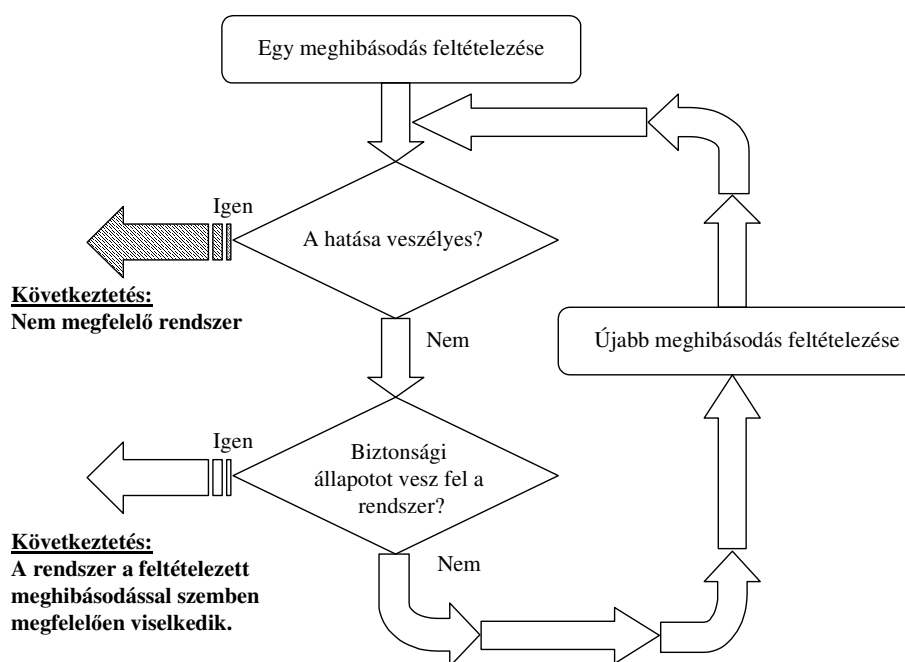 Egy meghibásodás feltételezése
Igen
A hatása veszélyes?
Következtetés:
Nem megfelelő rendszer
Nem
Újabb meghibásodás feltételezése
Igen
Biztonsági
állapotot vesz fel a
rendszer?
Következtetés:
A rendszer a feltételezett
meghibásodással szemben
megfelelően viselkedik.
Nem